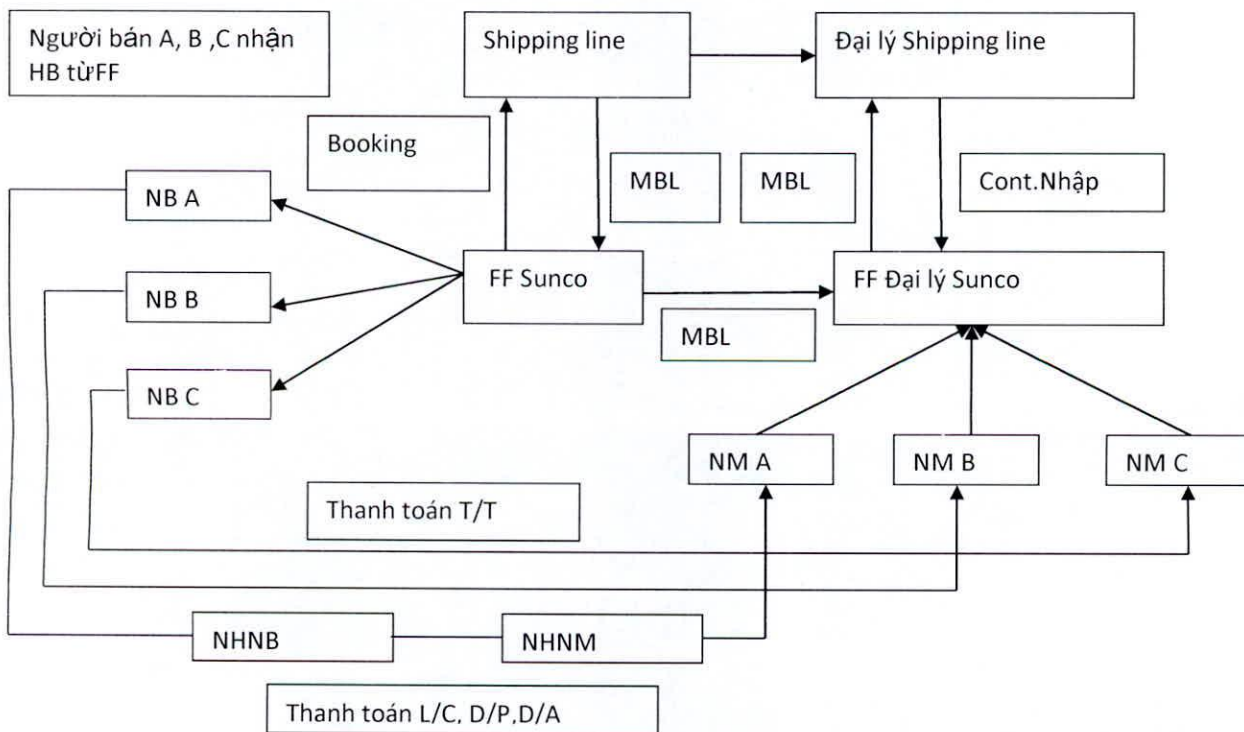 Người bán A, B ,C nhận
HB từFF
Shipping line
Đại lý Shipping line
Booking
MBL
MBL
Cont.Nhập
NB A
NB B
NB C
FF Sunco
FF Đại lý Sunco
MBL
NM A
NM B
NM C
Thanh toán T/T
NHNB
NHNM
Thanh toán L/C, D/P,D/A